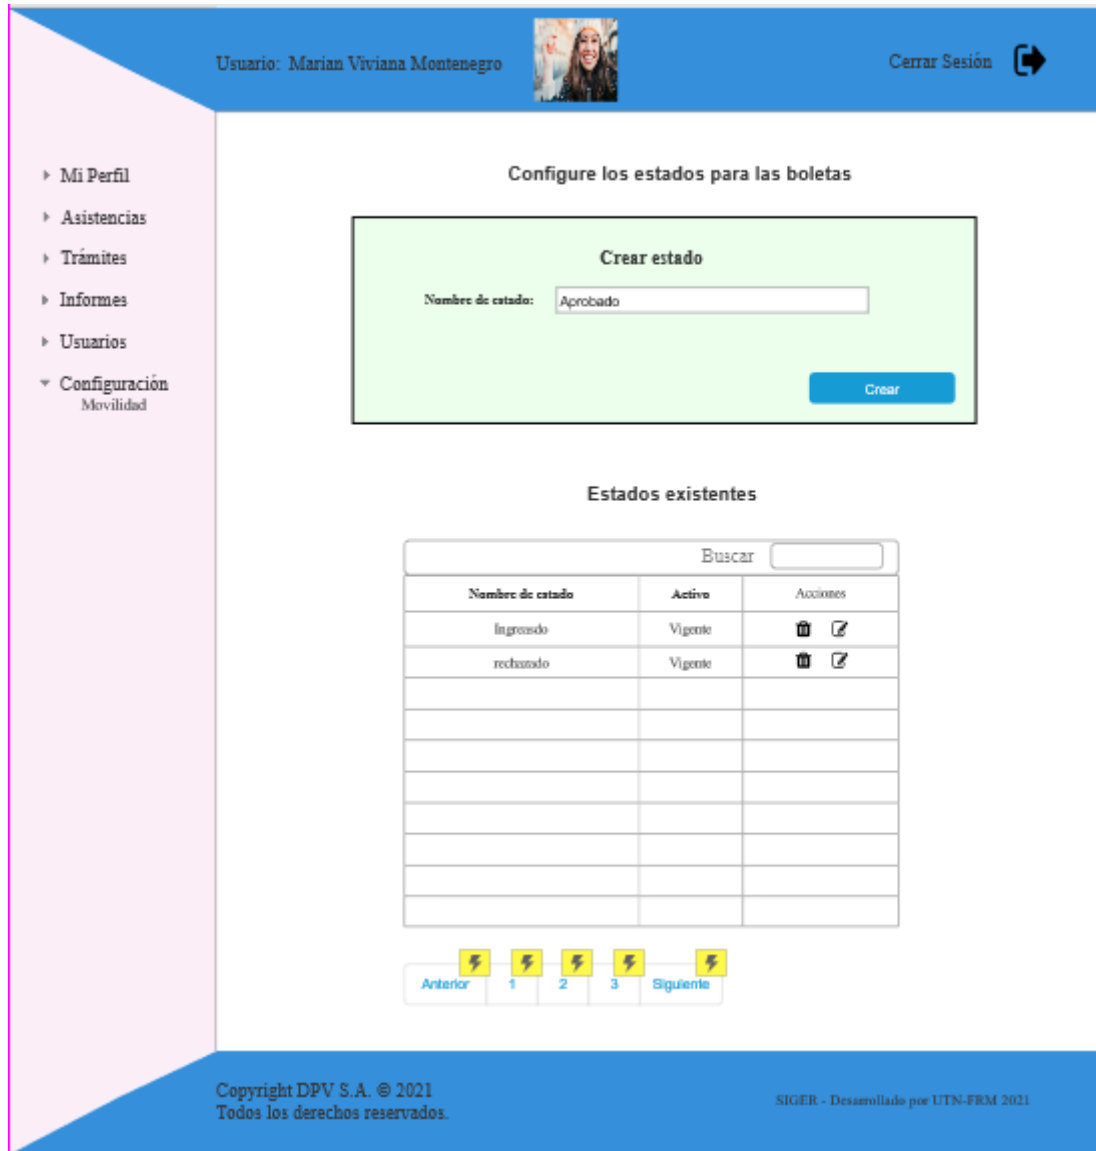 Usuario: Marian Viviana Montenegro
Cerrar Sesión
Mi Perfil
Asistencias
Trámites
Informes
Usuarios
Configuración
Movilidad
Configure los estados para las boletas
Crear estado
Nombre de estado: Aprobado
Crear
Estados existentes
Buscar
Nombre de estado Activo Acciones
Ingreasdo Vigente
rechazado Vigente
Anterior 1 2 3 Siguiente
Copyright DPV S.A. © 2021
Todos los derechos reservados.
SIGER - Desarrollado por UTN-FRM 2021